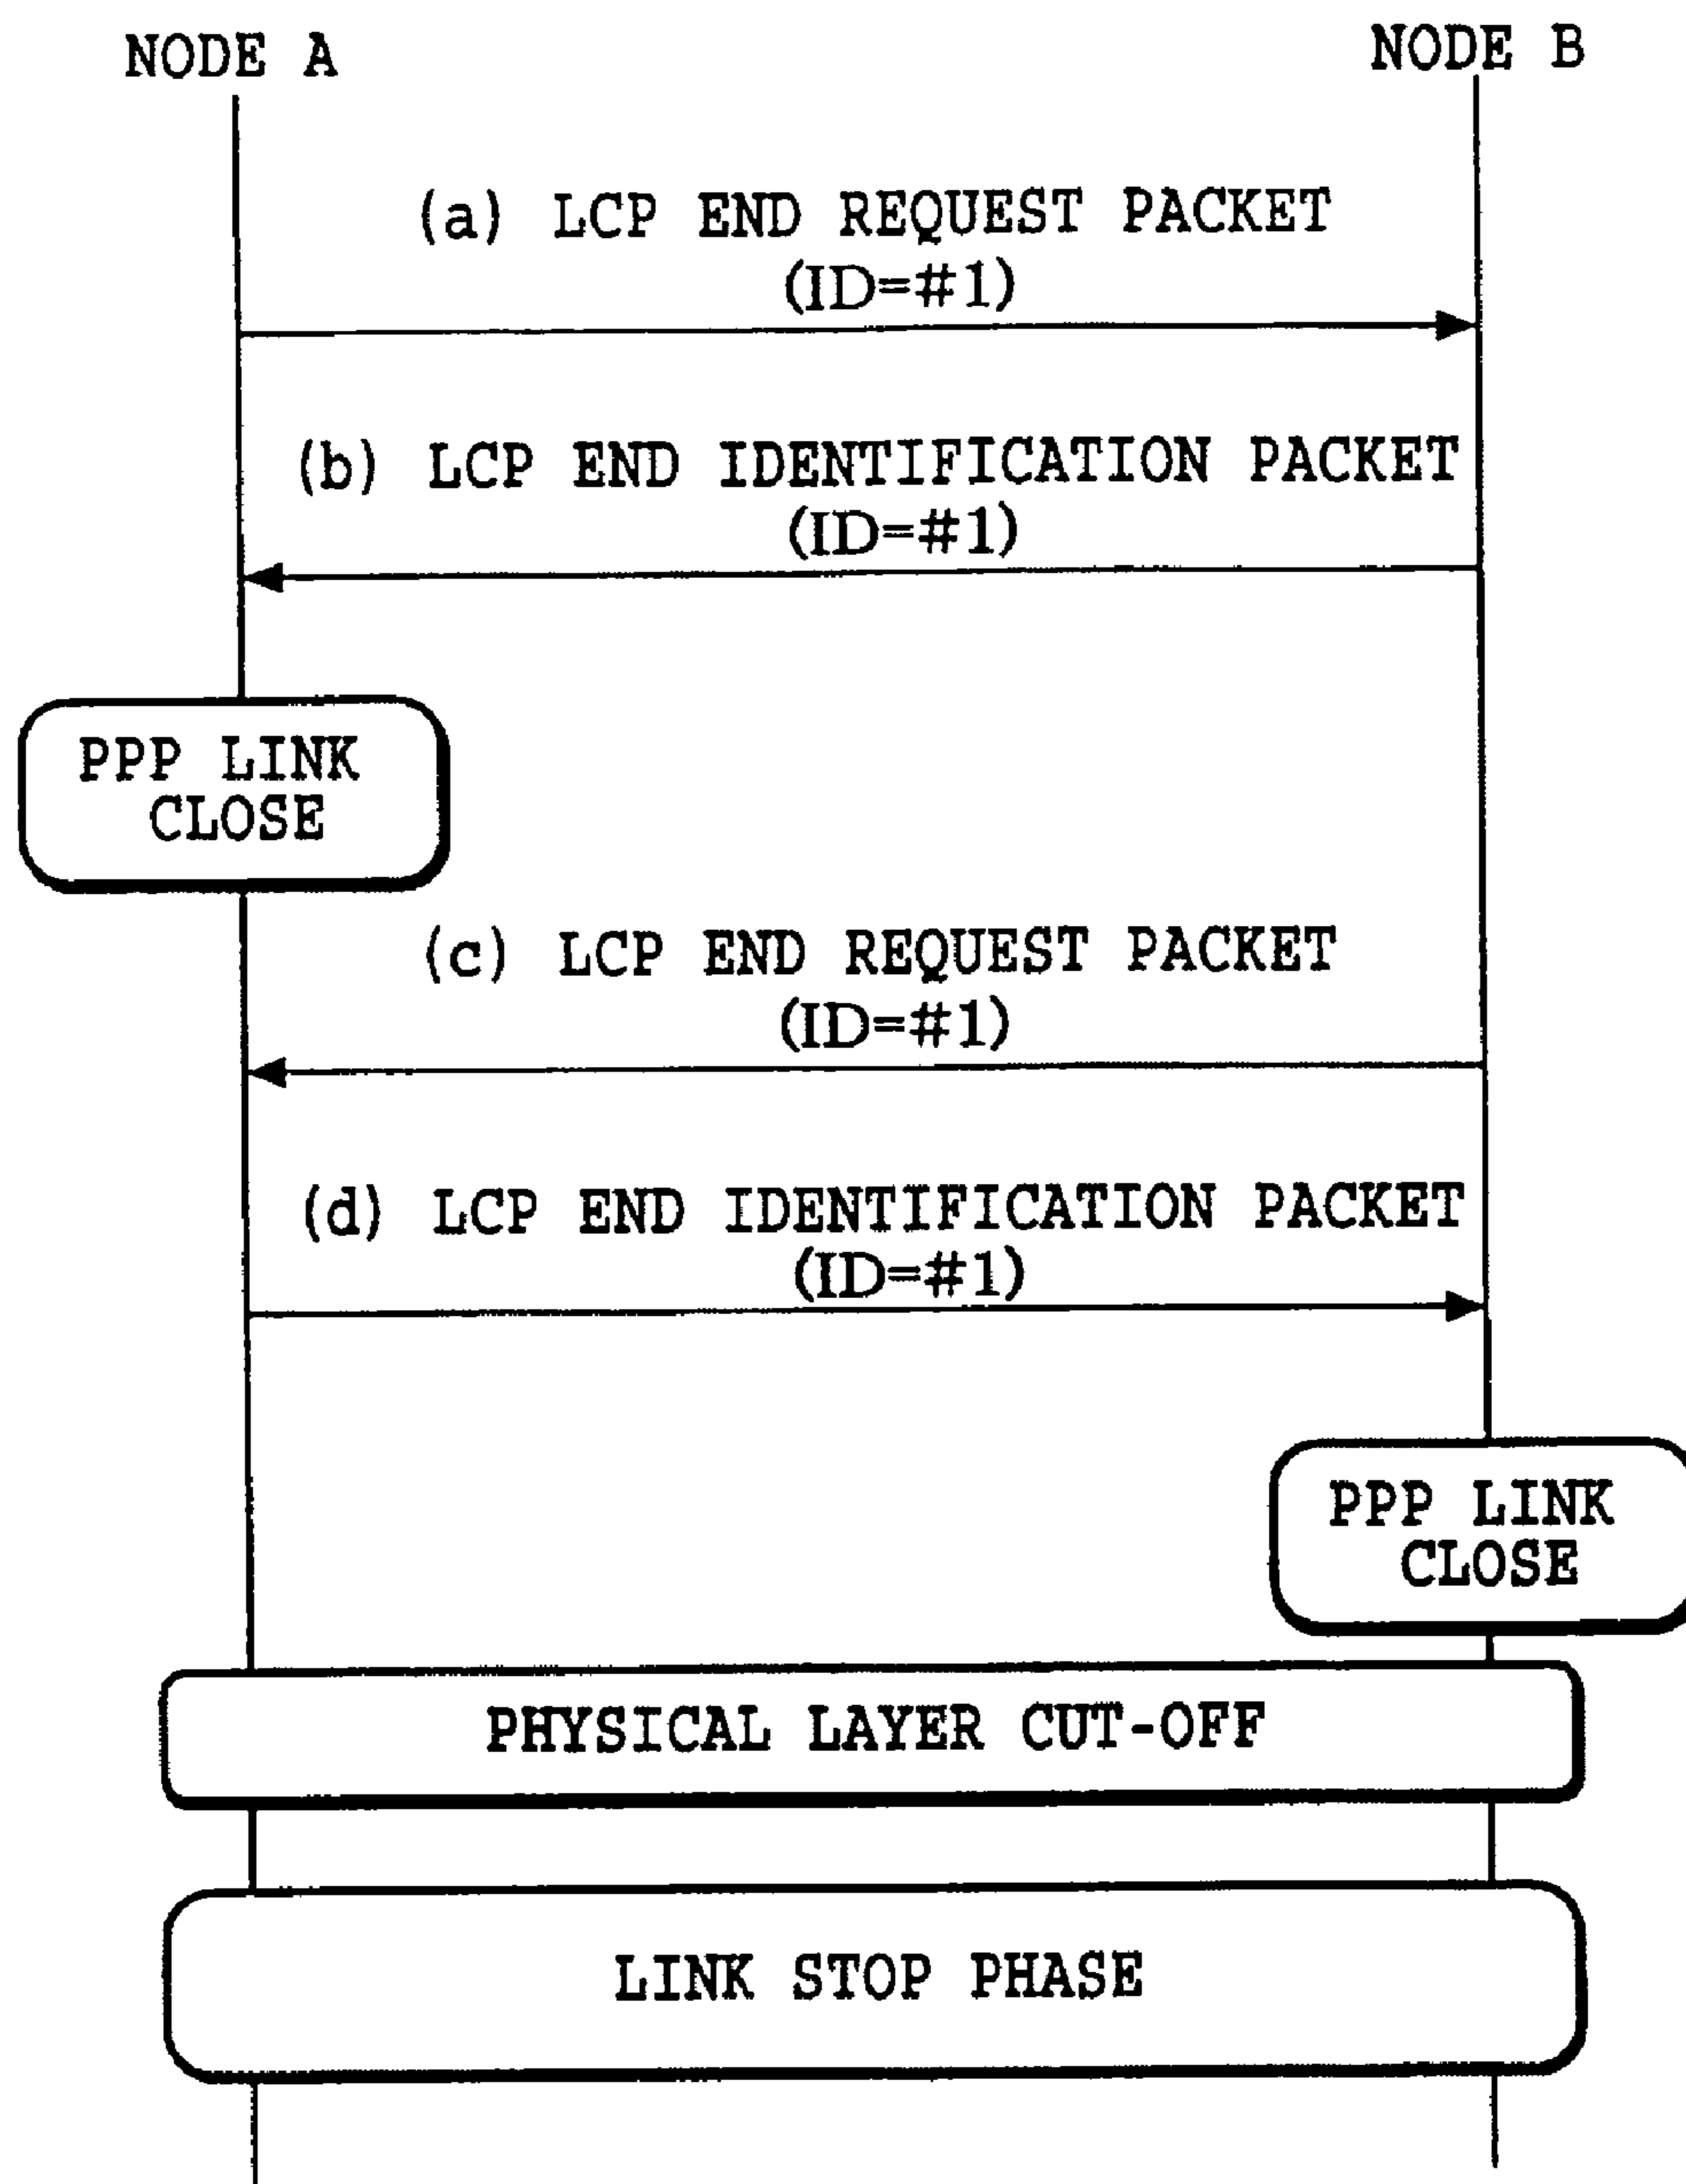 NODE A
NODE B
(a) LCP END REQUEST PACKET
(ID=#1)
(b) LCP END IDENTIFICATION PACKET
(ID=#1)
PPP LINK
CLOSE
(c) LCP END REQUEST PACKET
(ID=#1)
(d) LCP END IDENTIFICATION PACKET
(ID=#1)
PPP LINK
CLOSE
PHYSICAL LAYER CUT-OFF
LINK STOP PHASE